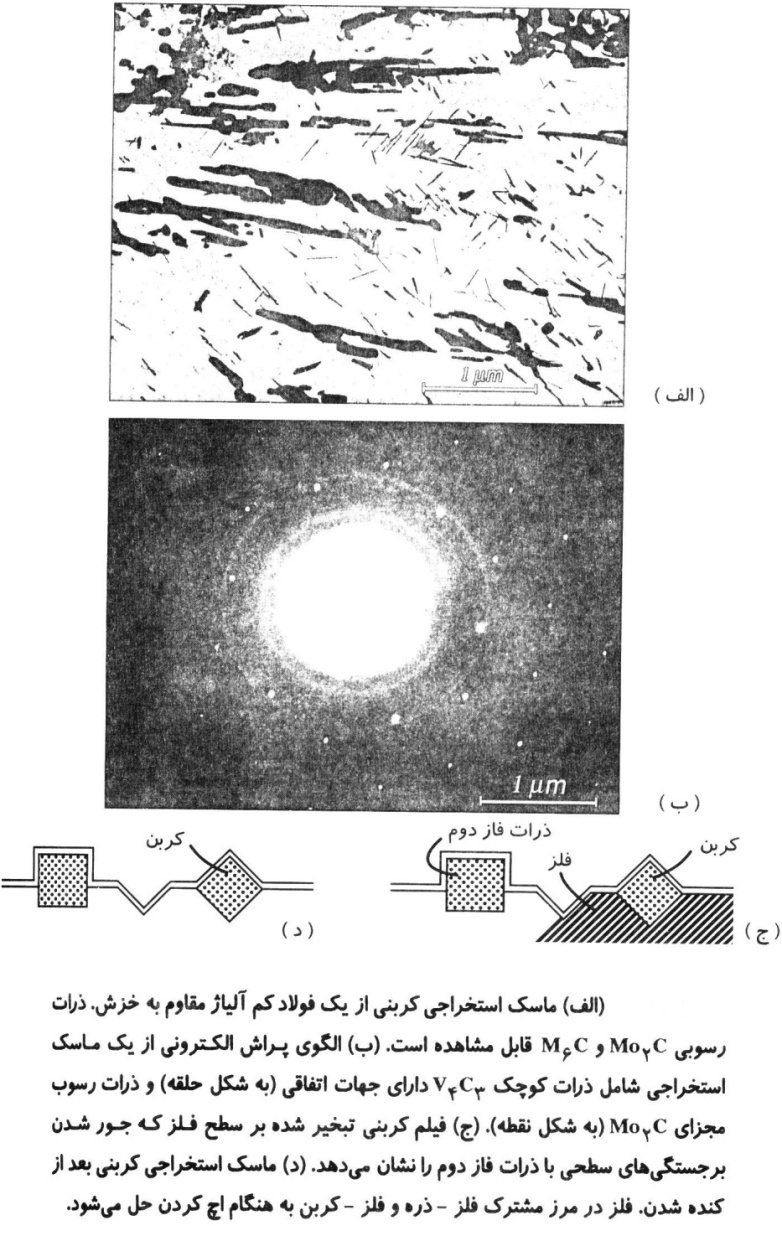 1 μm
(الف)
1 μm
(ب)
ذرات فاز دوم
کربن
فلز
کربن
(د)
(ج)
(الف) ماسک استخراجی کربنی از یک فولاد کم آلیاژ مقاوم به خزش. ذرات
رسوبی Mo۲C و M۶C قابل مشاهده است. (ب) الگوی پراش الکترونی از یک ماسک
استخراجی شامل ذرات کوچک V۴C۳ دارای جهات اتفاقی (به شکل حلقه) و ذرات رسوب
مجزای Mo۲C (به شکل نقطه). (ج) فیلم کربنی تبخیر شده بر سطح فلز که جور شدن
برجستگی‌های سطحی با ذرات فاز دوم را نشان می‌دهد. (د) ماسک استخراجی کربنی بعد از
کنده شدن. فلز در مرز مشترک فلز - ذره و فلز - کربن به هنگام اچ کردن حل می‌شود.